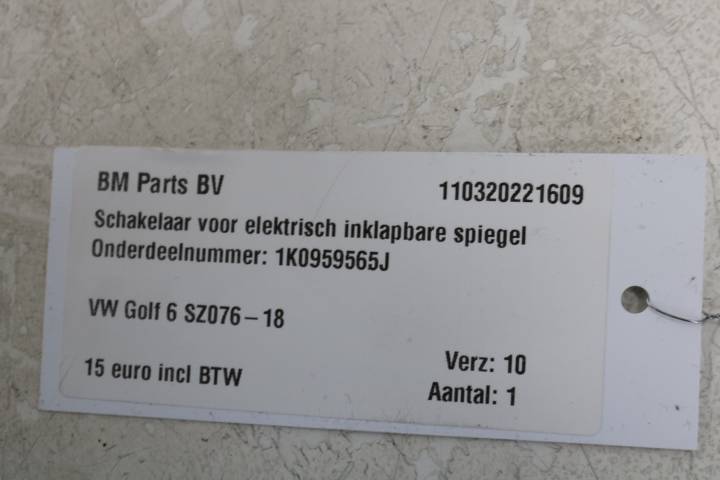 BM Parts BV 110320221609
Schakelaar voor elektrisch inklapbare spiegel
Onderdeelnummer: 1K0959565J
VW Golf 6 SZ076-18
15 euro incl BTW Verz: 10
Aantal: 1